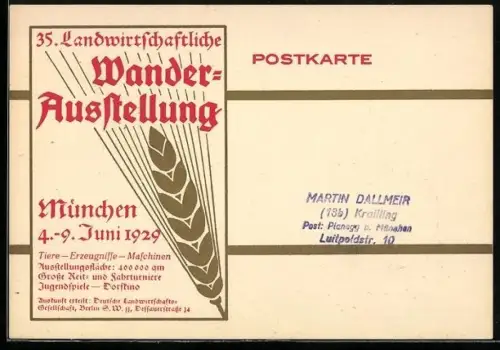 35. Landwirtschaftliche
Wander=
Ausstellung
München
4.-9. Juni 1929
Tiere — Erzeugnisse — Maschinen
Ausstellungsfläche: 400 000 qm
Große Reit- und Fahrturniere
Jugendspiele — Dorfkino
Auskunft erteilt: Deutsche Landwirtschafts-
Gesellschaft, Berlin S.W. 11, Dessauerstraße 14
POSTKARTE
MARTIN DALLMEIR
(13b) Krailling
Post: Planegg b. München
Luitpoldstr. 10